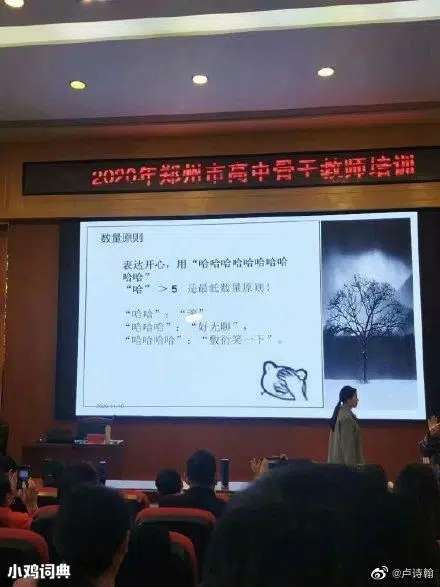 2020年郑州市高中骨干教师培训
数量原则
表达开心，用“哈哈哈哈哈哈哈哈
哈哈”
“哈” > 5 是最低数量原则！
“哈哈”：“滚”
“哈哈哈”：“好无聊”，
“哈哈哈哈”：“敷衍笑一下”。
2020-11-10
小鸡词典
@卢诗翰